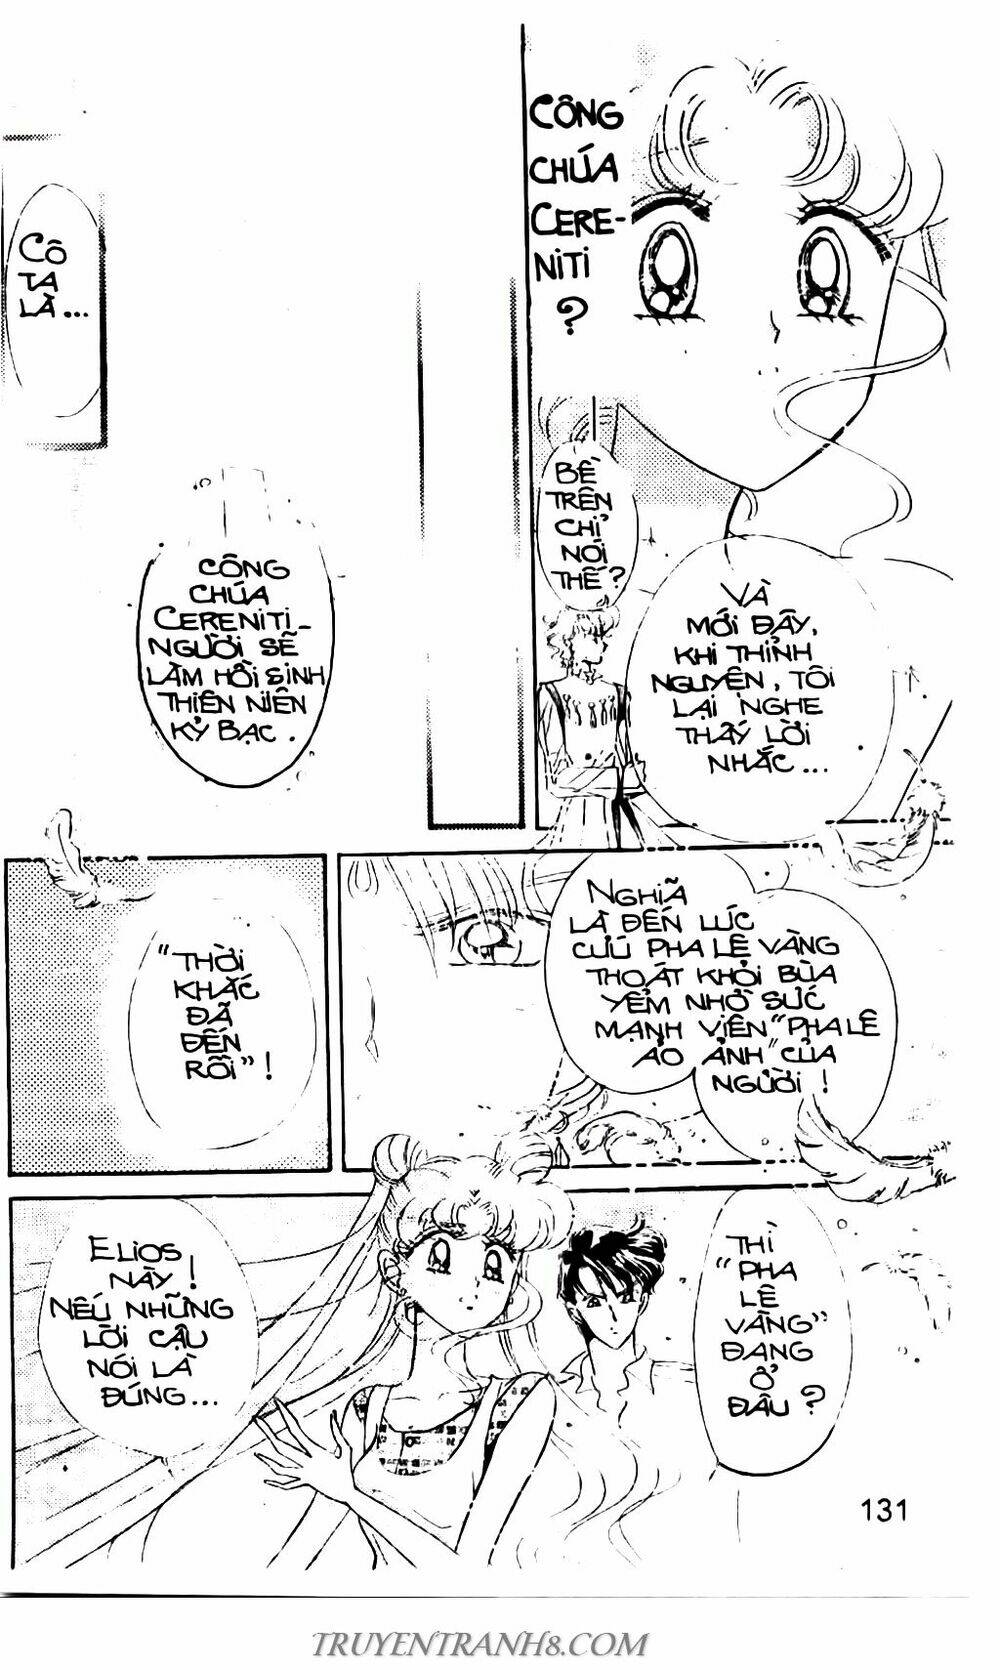 CÔNG
CHÚA
CERE-
NITI
?
BỀ
TRÊN
CHỈ
NÓI
THẾ?
VÀ
MỚI ĐÂY,
KHI THỈNH
NGUYỆN, TÔI
LẠI NGHE
THẤY LỜI
NHẮC...
CÔ
TA
LÀ...
CÔNG
CHÚA
CERENITI_
NGƯỜI SẼ
LÀM HỒI SINH
THIÊN NIÊN
KỶ BẠC.
NGHĨA
LÀ ĐẾN LÚC
CỨU PHA LÊ VÀNG
THOÁT KHỎI BÙA
YỂM NHỜ SỨC
MẠNH VIÊN "PHA LÊ
ẢO ẢNH" CỦA
NGƯỜI!
"THỜI
KHẮC
ĐÃ
ĐẾN
RỒI"!
THÌ
"PHA
LÊ
VÀNG"
ĐANG
Ở
ĐÂU?
ELIOS
NÀY!
NẾU NHỮNG
LỜI CẬU
NÓI LÀ
ĐÚNG...
131
TRUYENTRANH8.COM